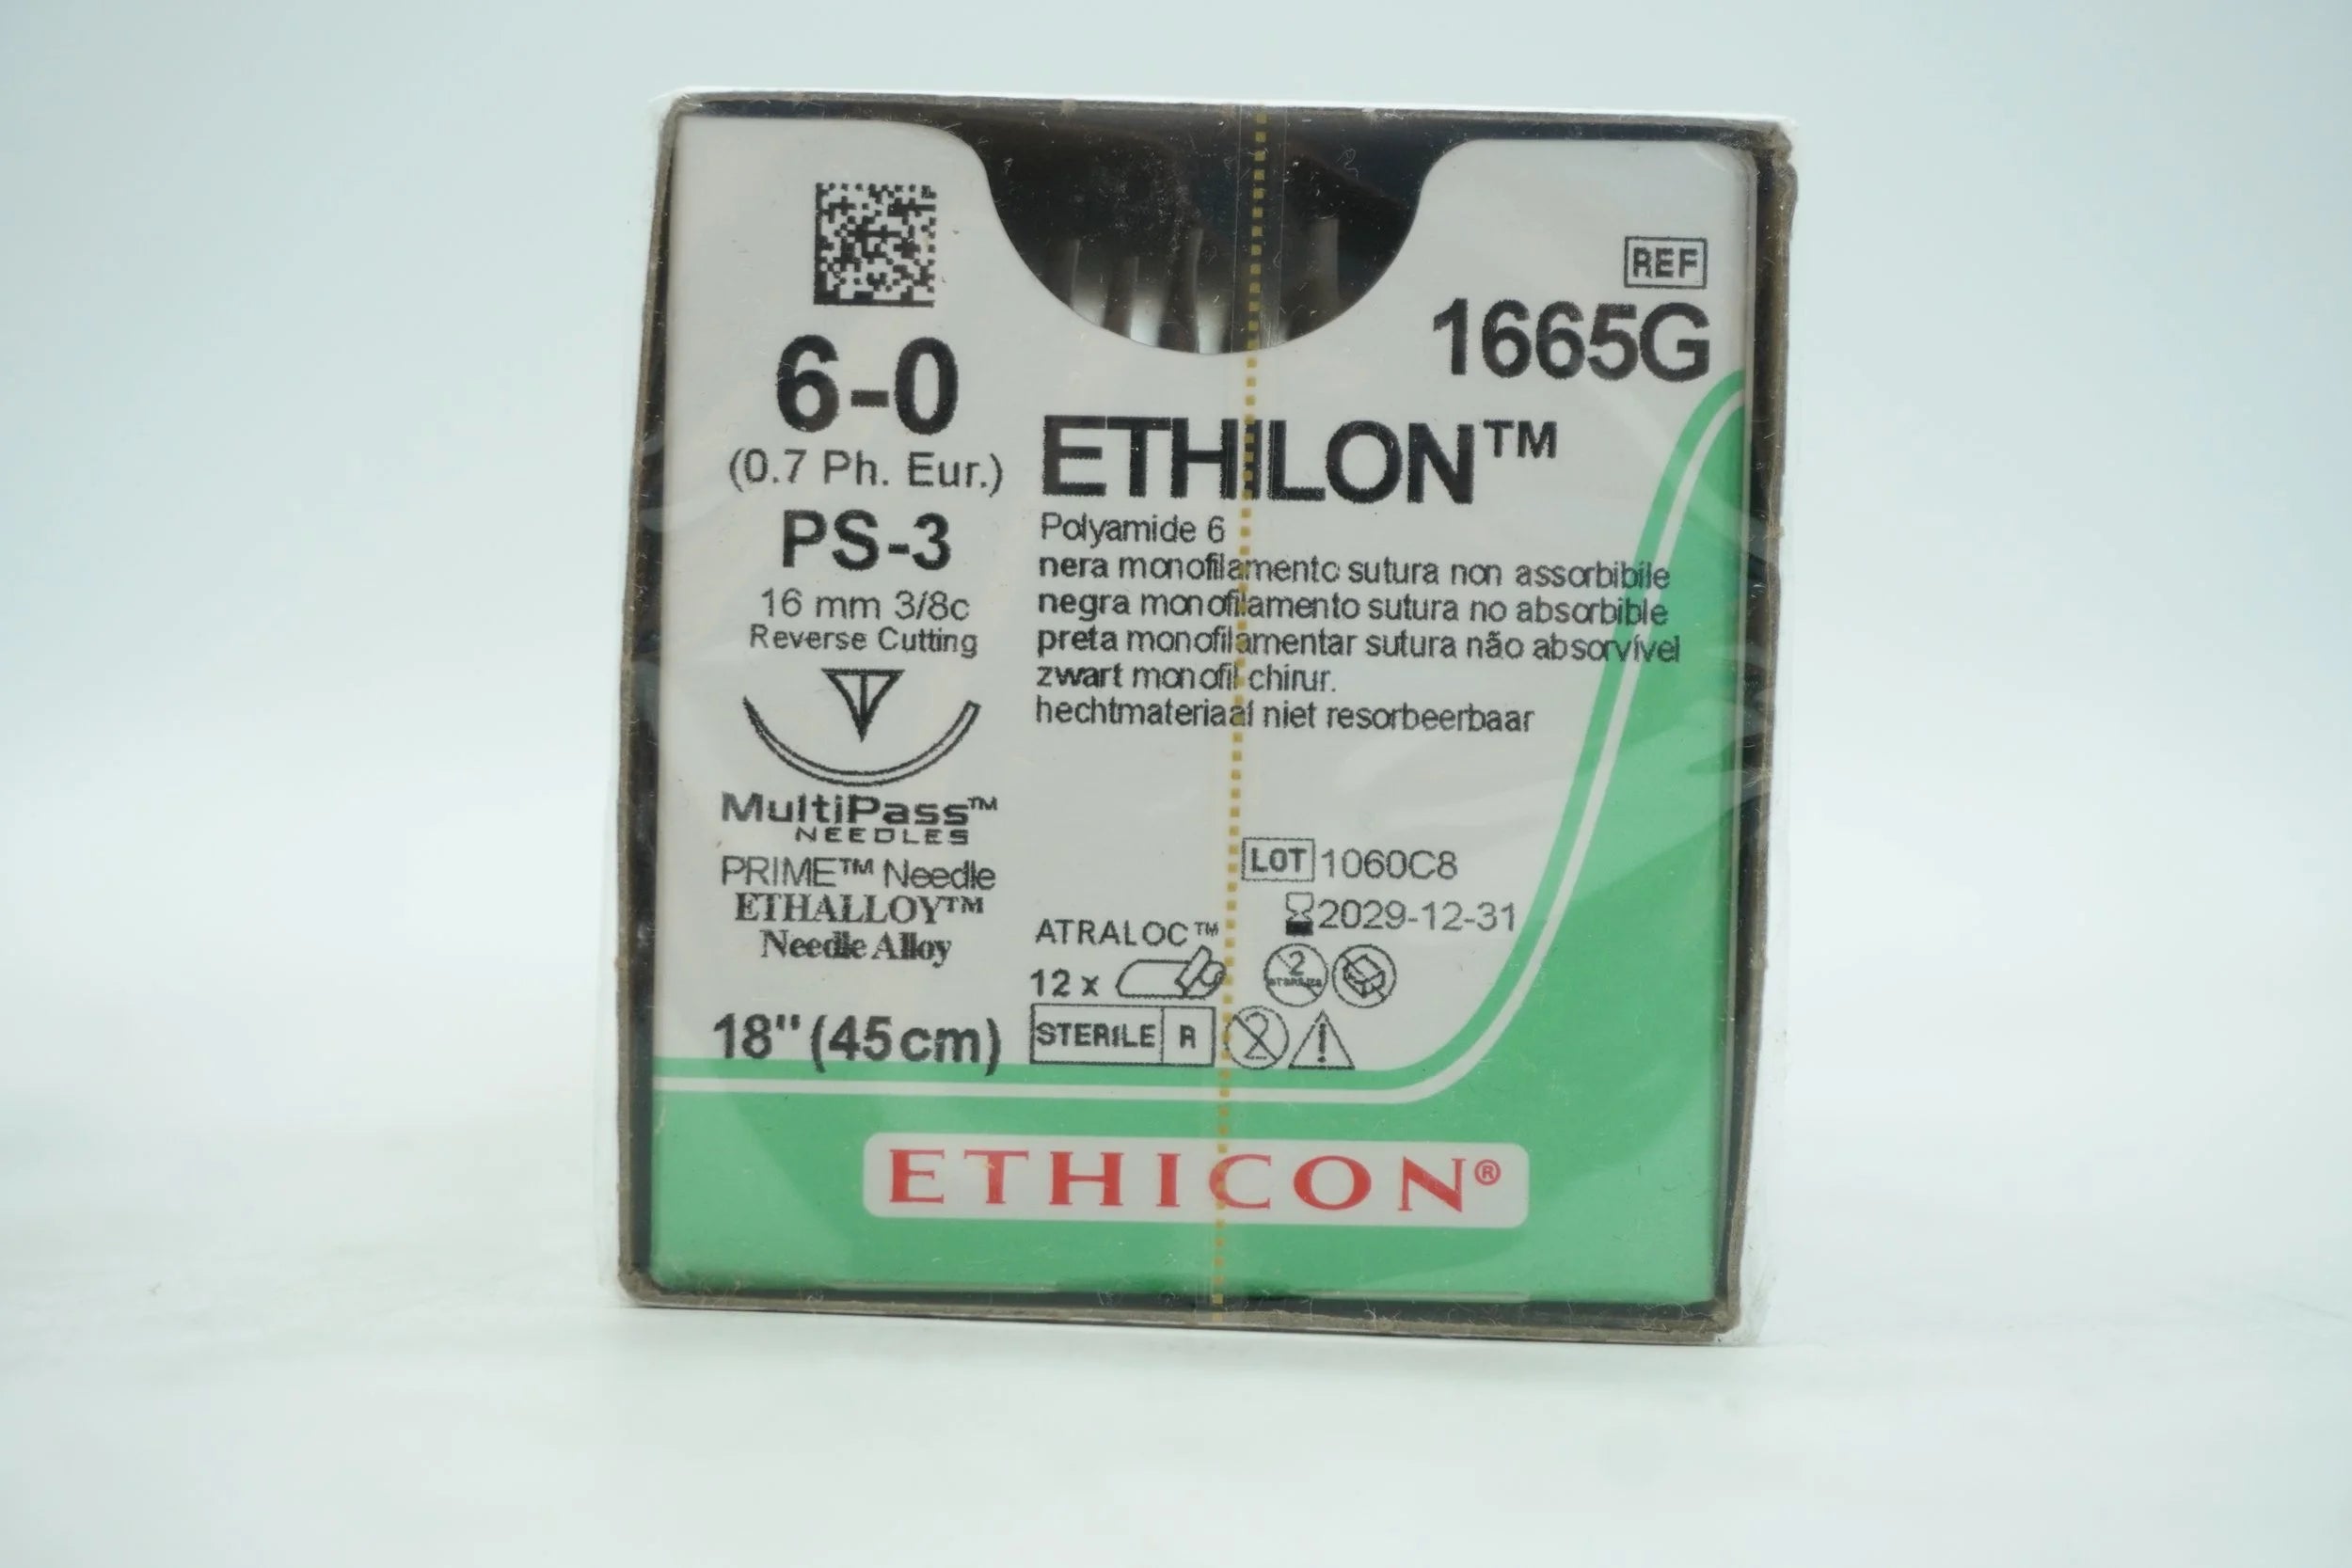 REF
1665G
6-0
(0.7 Ph. Eur.)
PS-3
16 mm 3/8c
Reverse Cutting
MultiPass™
NEEDLES
PRIME™ Needle
ETHALLOY™
Needle Alloy
18" (45cm)
ETHILON™
Polyamide 6
nera monofilamento sutura non assorbibile
negra monofilamento sutura no absorbible
preta monofilamentar sutura não absorvível
zwart monofil chirur.
hechtmateriaal niet resorbeerbaar
LOT 1060C8
2029-12-31
ATRALOC™
12 x
2
STERILE R
2
ETHICON®